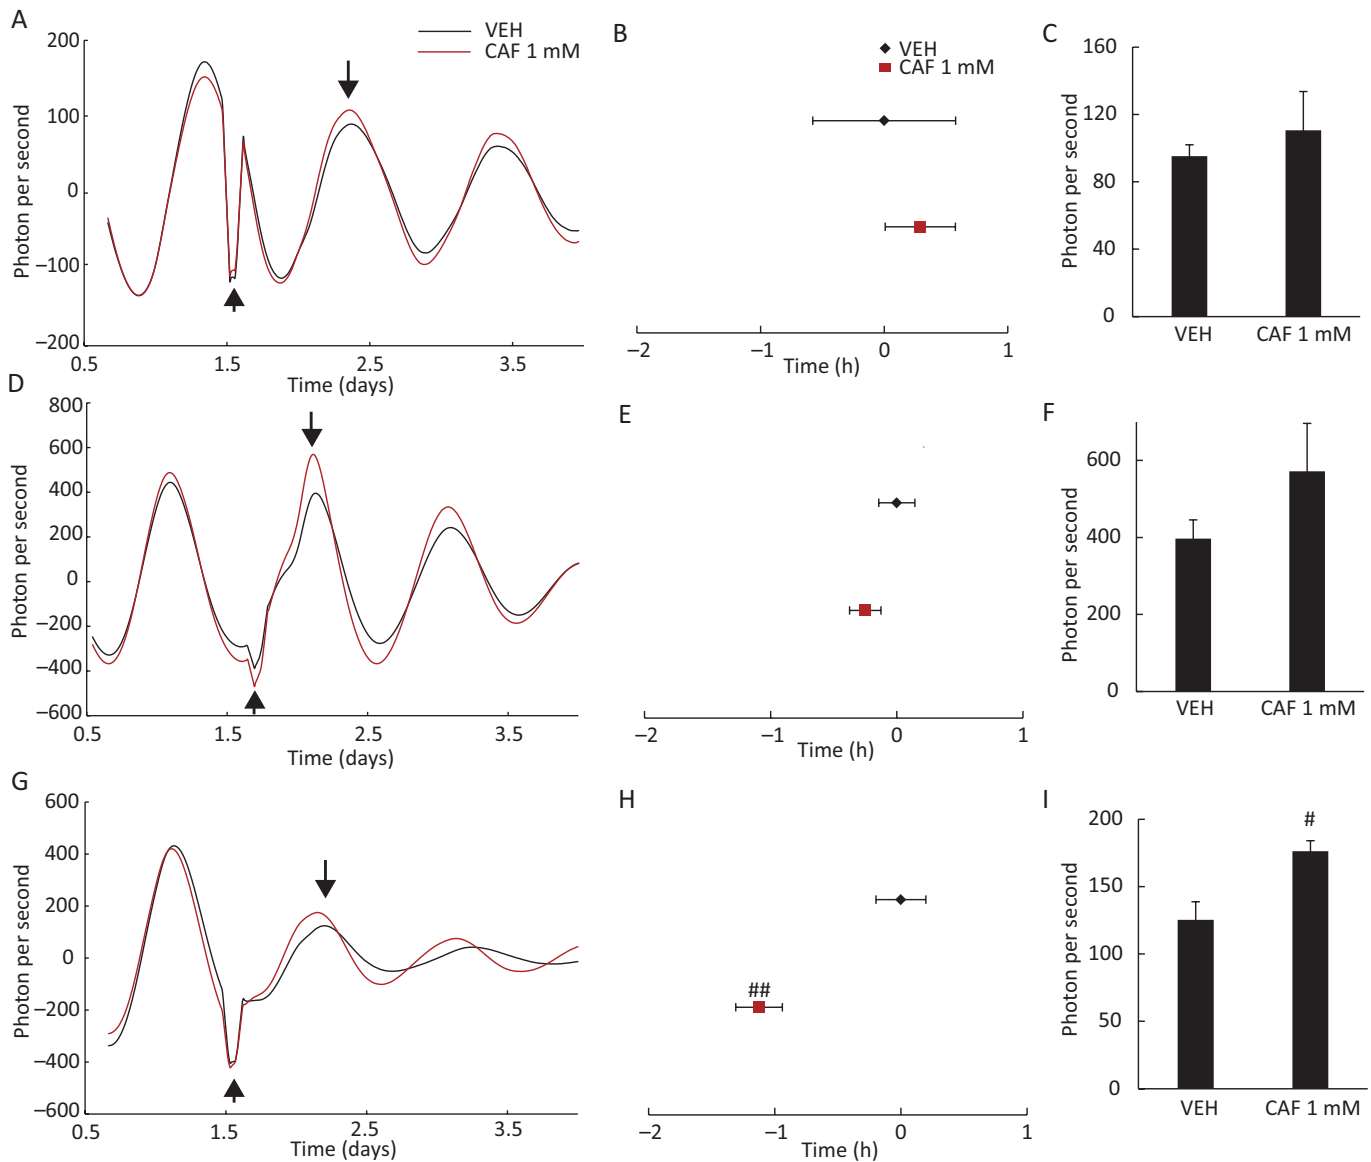 A
VEH
CAF 1 mM
Photon per second
200
100
0
−100
−200
0.5
1.5
2.5
3.5
Time (days)
B
VEH
CAF 1 mM
−2
−1
0
1
Time (h)
C
Photon per second
160
120
80
40
0
VEH
CAF 1 mM
D
Photon per second
800
600
400
200
0
−200
−400
−600
0.5
1.5
2.5
3.5
Time (days)
E
−2
−1
0
1
Time (h)
F
Photon per second
600
400
200
0
VEH
CAF 1 mM
G
Photon per second
600
400
200
0
−200
−400
−600
0.5
1.5
2.5
3.5
Time (days)
H
##
−2
−1
0
1
Time (h)
I
Photon per second
200
150
100
50
0
#
VEH
CAF 1 mM